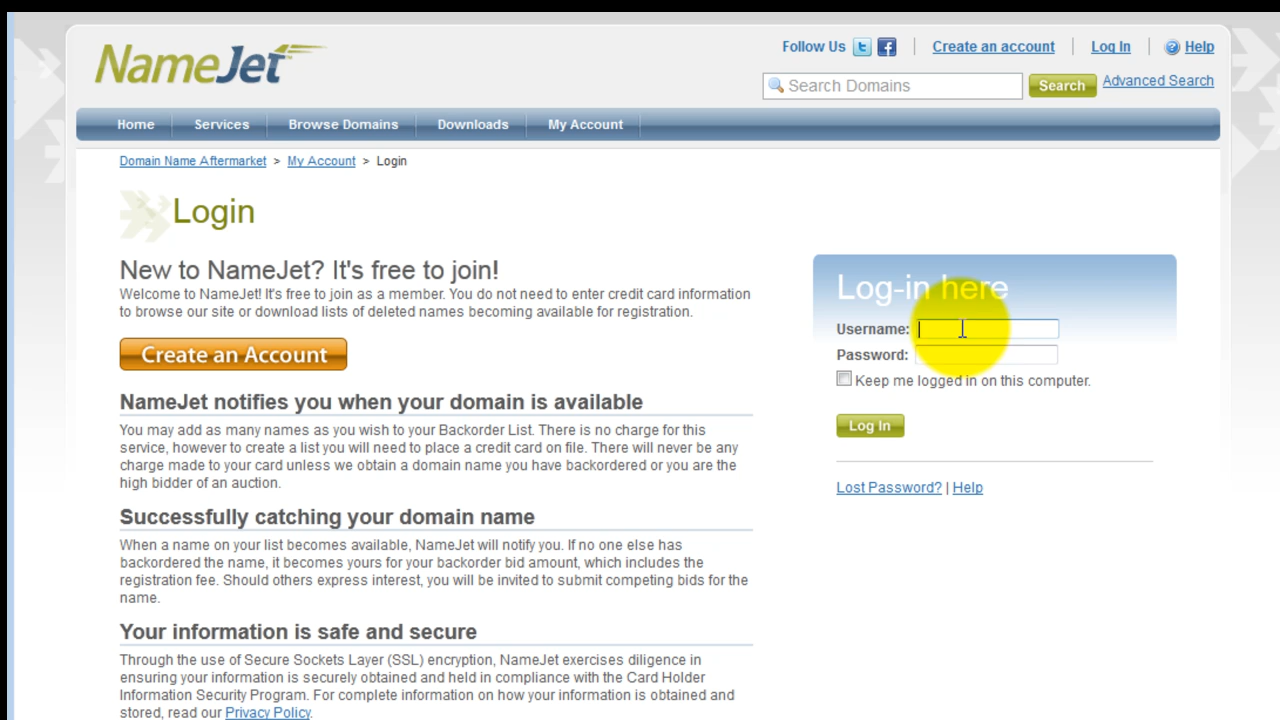 NameJet
Follow Us
Create an account
Log In
Help
Search Domains
Search
Advanced Search
Home
Services
Browse Domains
Downloads
My Account
Domain Name Aftermarket > My Account > Login
Login
New to NameJet? It's free to join!
Welcome to NameJet! It's free to join as a member. You do not need to enter credit card information
to browse our site or download lists of deleted names becoming available for registration.
Create an Account
NameJet notifies you when your domain is available
You may add as many names as you wish to your Backorder List. There is no charge for this
service, however to create a list you will need to place a credit card on file. There will never be any
charge made to your card unless we obtain a domain name you have backordered or you are the
high bidder of an auction.
Successfully catching your domain name
When a name on your list becomes available, NameJet will notify you. If no one else has
backordered the name, it becomes yours for your backorder bid amount, which includes the
registration fee. Should others express interest, you will be invited to submit competing bids for the
name.
Your information is safe and secure
Through the use of Secure Sockets Layer (SSL) encryption, NameJet exercises diligence in
ensuring your information is securely obtained and held in compliance with the Card Holder
Information Security Program. For complete information on how your information is obtained and
stored, read our Privacy Policy.
Log-in here
Username:
Password:
Keep me logged in on this computer.
Log In
Lost Password? | Help